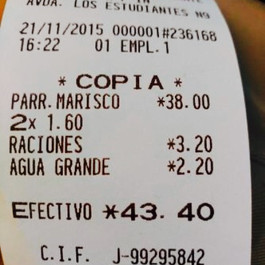 AVDA. LOS ESTUDIANTES Nº
21/11/2015 000001#236168
16:22 01 EMPL.1
* COPIA *
PARR.MARISCO *38.00
2x 1.60
RACIONES *3.20
AGUA GRANDE *2.20
EFECTIVO *43.40
C.I.F. J-99295842